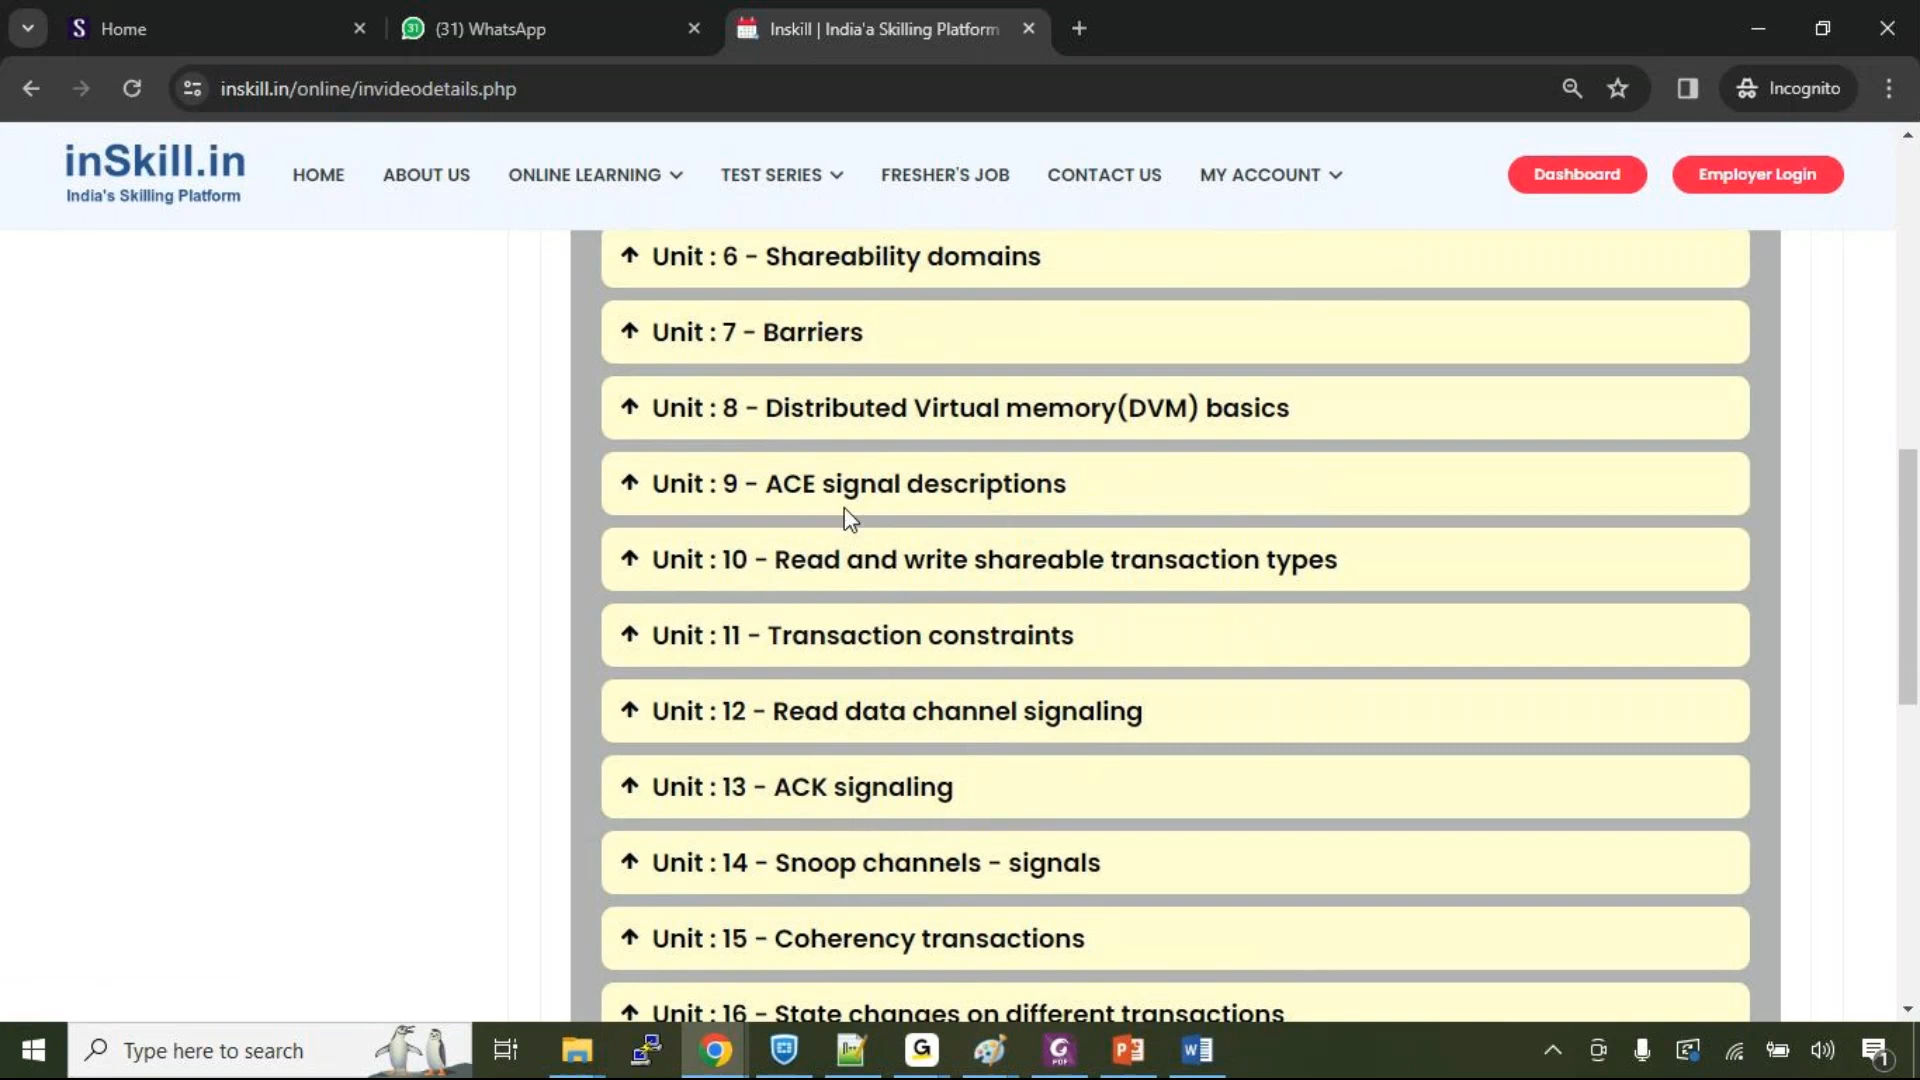 Home
(31) WhatsApp
Inskill | India'a Skilling Platform
inskill.in/online/invideodetails.php
Incognito
inSkill.in
India's Skilling Platform
HOME
ABOUT US
ONLINE LEARNING
TEST SERIES
FRESHER'S JOB
CONTACT US
MY ACCOUNT
Dashboard
Employer Login
Unit : 6 - Shareability domains
Unit : 7 - Barriers
Unit : 8 - Distributed Virtual memory(DVM) basics
Unit : 9 - ACE signal descriptions
Unit : 10 - Read and write shareable transaction types
Unit : 11 - Transaction constraints
Unit : 12 - Read data channel signaling
Unit : 13 - ACK signaling
Unit : 14 - Snoop channels - signals
Unit : 15 - Coherency transactions
Unit : 16 - State changes on different transactions
Type here to search